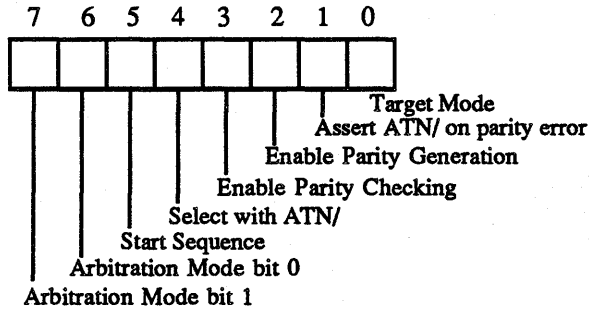 7 6 5 4 3 2 1 0
Target Mode
Assert ATN/ on parity error
Enable Parity Generation
Enable Parity Checking
Select with ATN/
Start Sequence
Arbitration Mode bit 0
Arbitration Mode bit 1